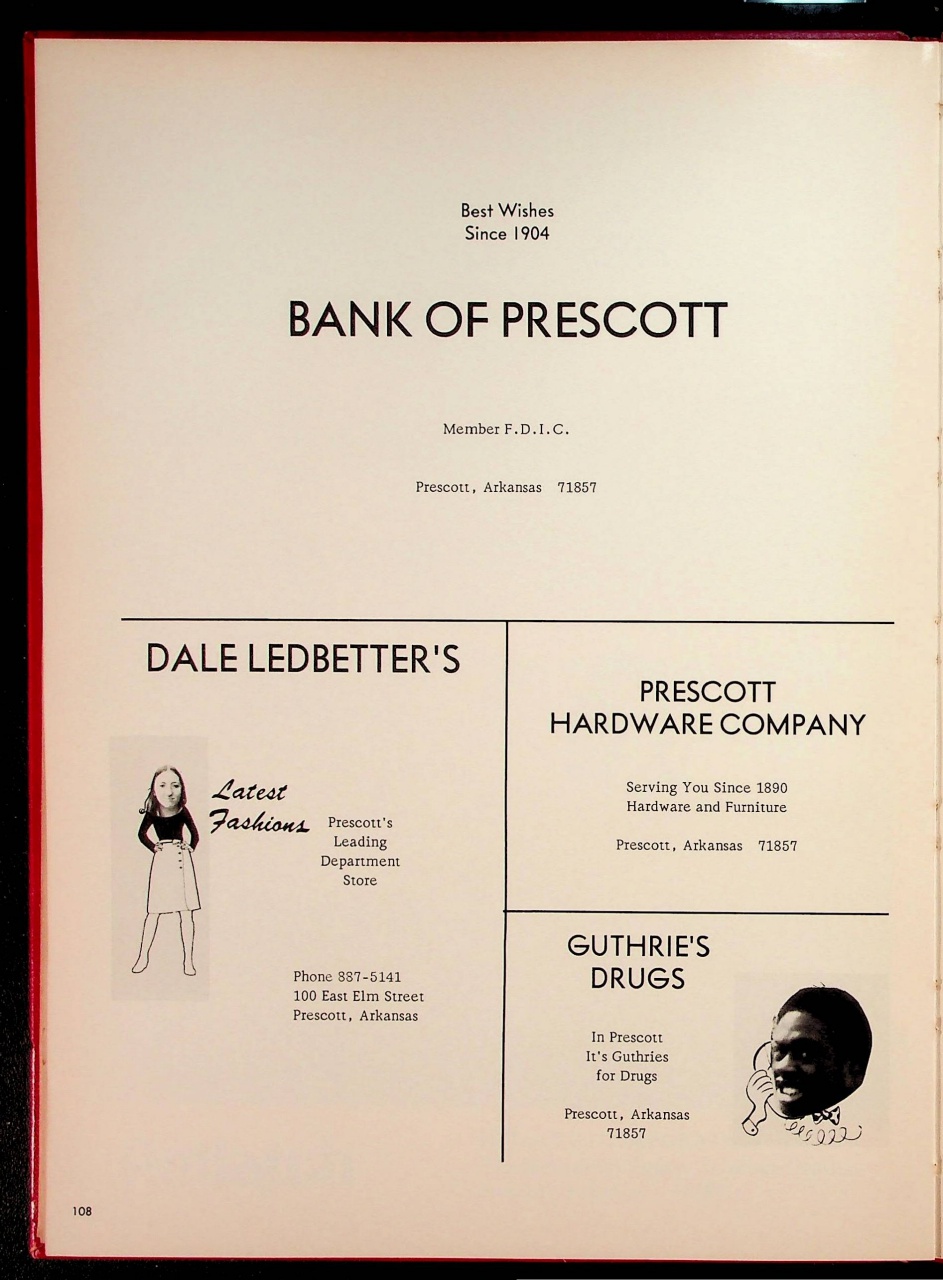 Best Wishes
Since 1904
BANK OF PRESCOTT
Member F.D.I.C.
Prescott, Arkansas 71857
DALE LEDBETTER'S
Latest
Fashions
Prescott's
Leading
Department
Store
Phone 887-5141
100 East Elm Street
Prescott, Arkansas
PRESCOTT
HARDWARE COMPANY
Serving You Since 1890
Hardware and Furniture
Prescott, Arkansas 71857
GUTHRIE'S
DRUGS
In Prescott
It's Guthries
for Drugs
Prescott, Arkansas
71857
108